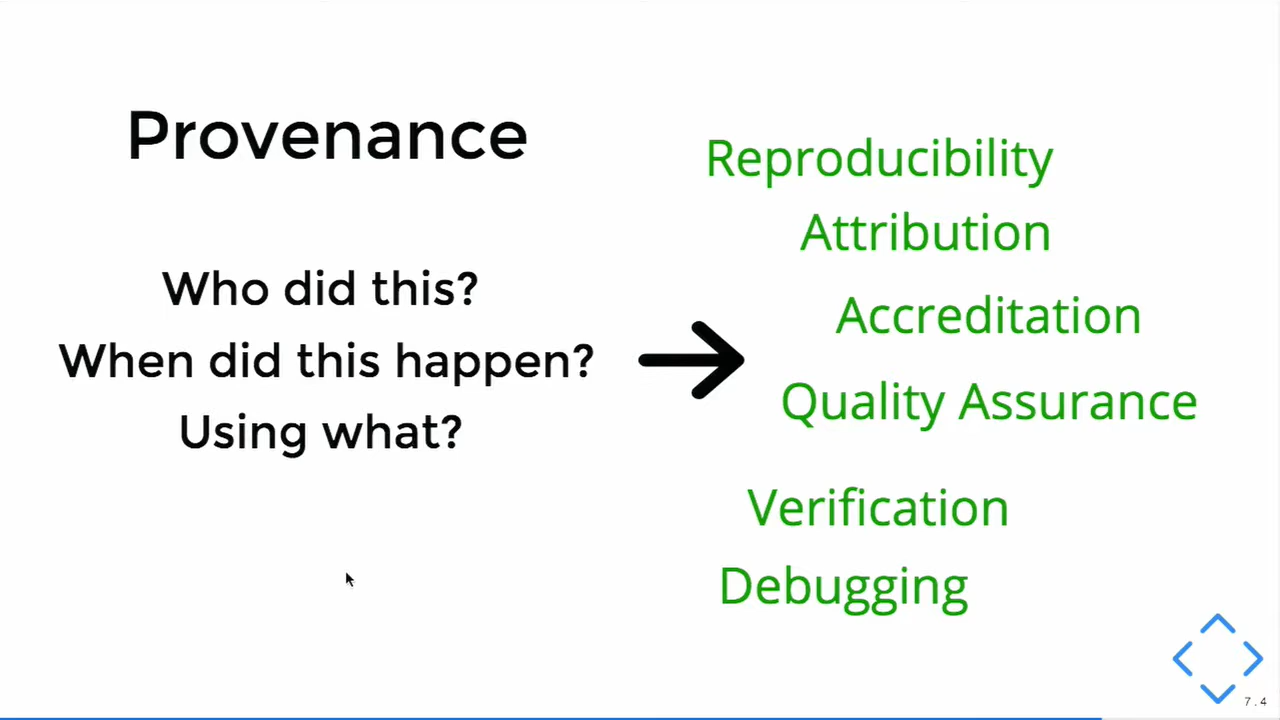 Provenance
Who did this?
When did this happen?
Using what?
Reproducibility
Attribution
Accreditation
Quality Assurance
Verification
Debugging
7.4